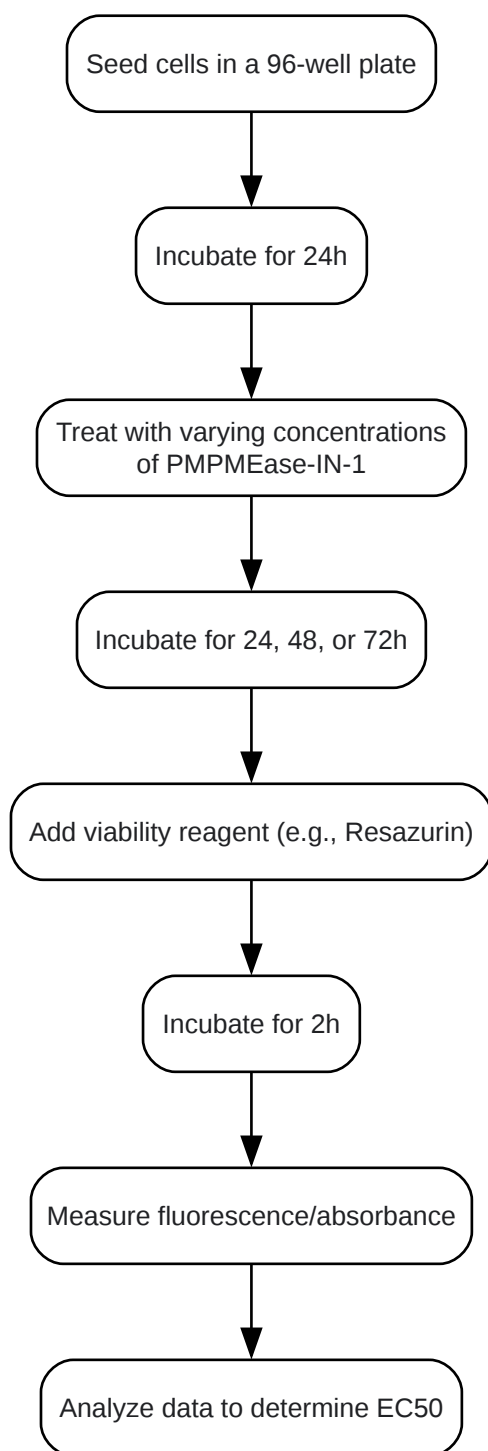 Seed cells in a 96-well plate
Incubate for 24h
Treat with varying concentrations
of PMPMEase-IN-1
Incubate for 24, 48, or 72h
Add viability reagent (e.g., Resazurin)
Incubate for 2h
Measure fluorescence/absorbance
Analyze data to determine EC50